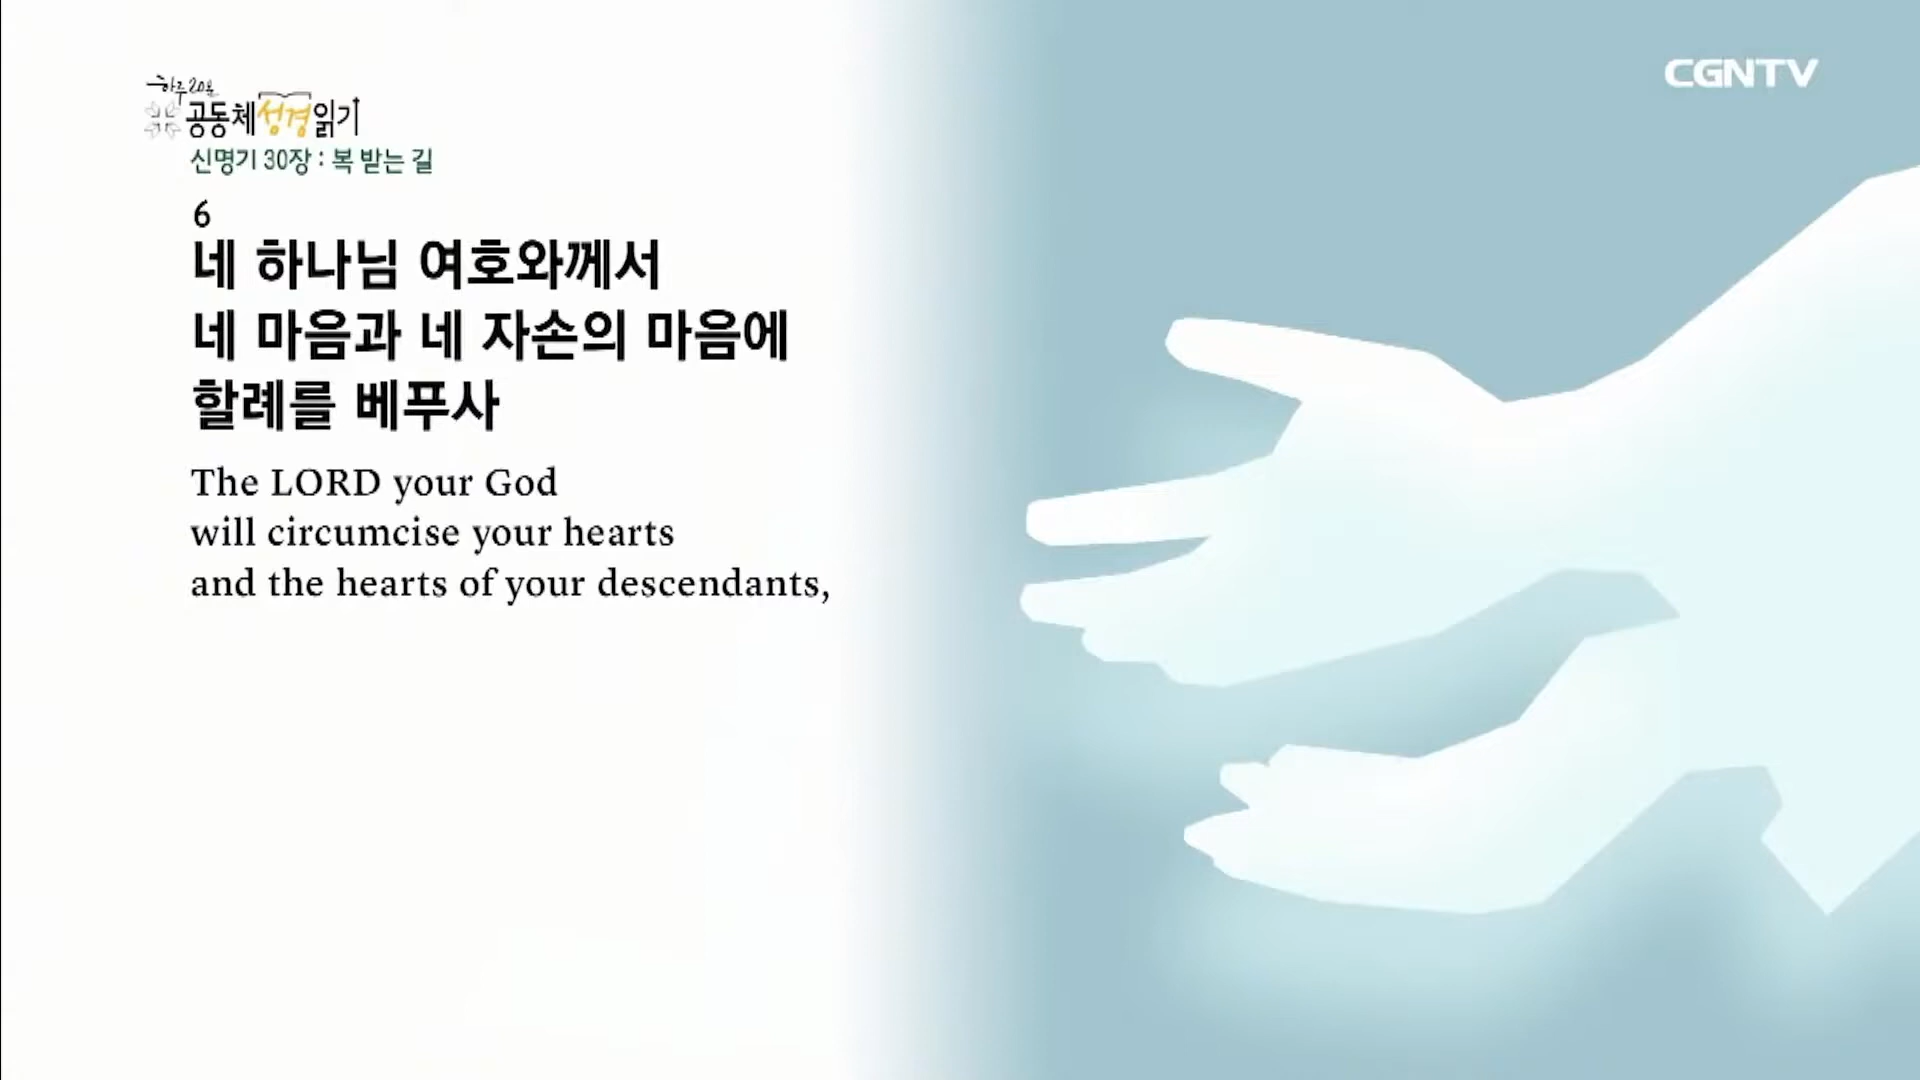 하루 20분
공동체성경읽기
CGNTV
신명기 30장 : 복 받는 길
6
네 하나님 여호와께서
네 마음과 네 자손의 마음에
할례를 베푸사
The LORD your God
will circumcise your hearts
and the hearts of your descendants,